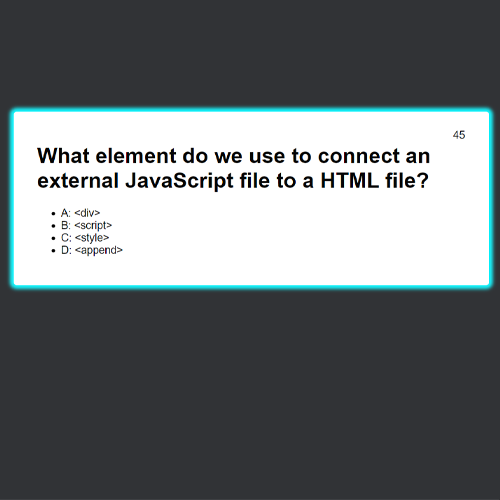 45
What element do we use to connect an
external JavaScript file to a HTML file?
A: <div>
B: <script>
C: <style>
D: <append>